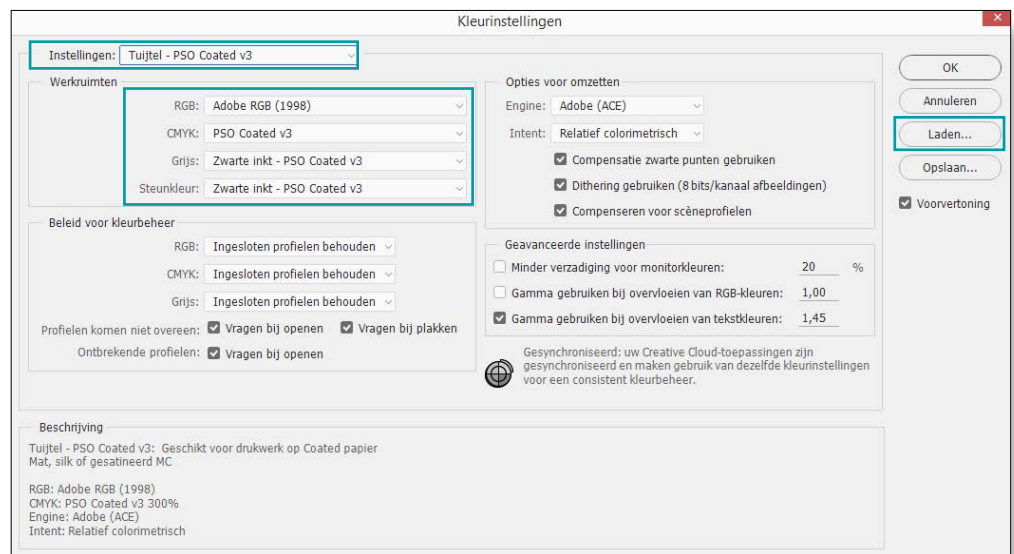 Kleurinstellingen
Instellingen: Tuijtel - PSO Coated v3
Werkruimten
RGB: Adobe RGB (1998)
CMYK: PSO Coated v3
Grijs: Zwarte inkt - PSO Coated v3
Steunkleur: Zwarte inkt - PSO Coated v3
Beleid voor kleurbeheer
RGB: Ingesloten profielen behouden
CMYK: Ingesloten profielen behouden
Grijs: Ingesloten profielen behouden
Profielen komen niet overeen: Vragen bij openen Vragen bij plakken
Ontbrekende profielen: Vragen bij openen
Opties voor omzetten
Engine: Adobe (ACE)
Intent: Relatief colorimetrisch
Compensatie zwarte punten gebruiken
Dithering gebruiken (8 bits/kanaal afbeeldingen)
Compenseren voor scèneprofielen
Geavanceerde instellingen
Minder verzadiging voor monitorkleuren: 20 %
Gamma gebruiken bij overvloeien van RGB-kleuren: 1,00
Gamma gebruiken bij overvloeien van tekstkleuren: 1,45
Gesynchroniseerd: uw Creative Cloud-toepassingen zijn
gesynchroniseerd en maken gebruik van dezelfde kleurinstellingen
voor een consistent kleurbeheer.
OK
Annuleren
Laden...
Opslaan...
Voorvertoning
Beschrijving
Tuijtel - PSO Coated v3: Geschikt voor drukwerk op Coated papier
Mat, silk of gesatineerd MC
RGB: Adobe RGB (1998)
CMYK: PSO Coated v3 300%
Engine: Adobe (ACE)
Intent: Relatief colorimetrisch